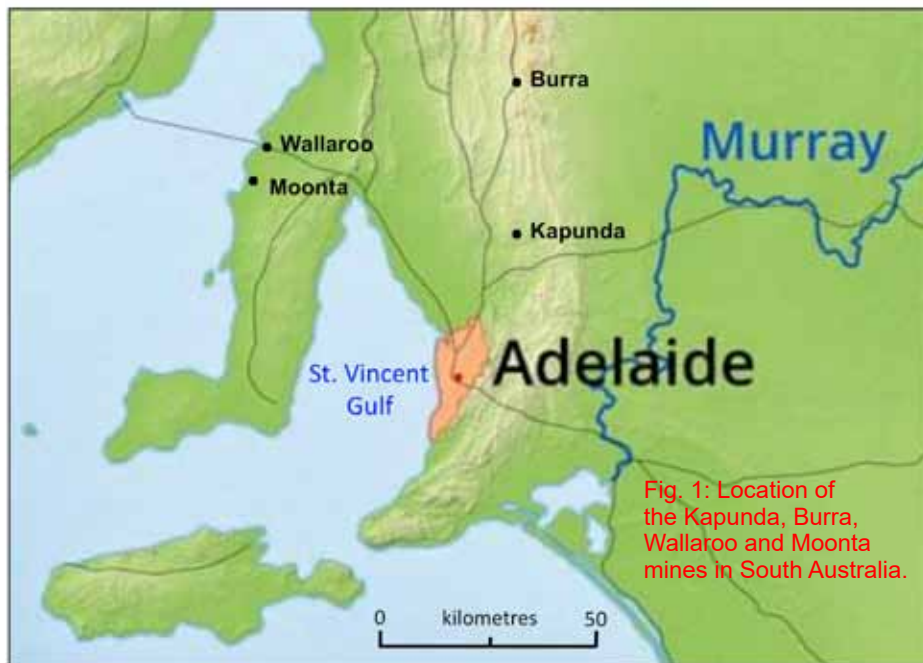 Burra
Wallaroo
Murray
Moonta
Kapunda
Adelaide
St. Vincent
Gulf
Fig. 1: Location of
the Kapunda, Burra,
Wallaroo and Moonta
mines in South Australia.
0 kilometres 50